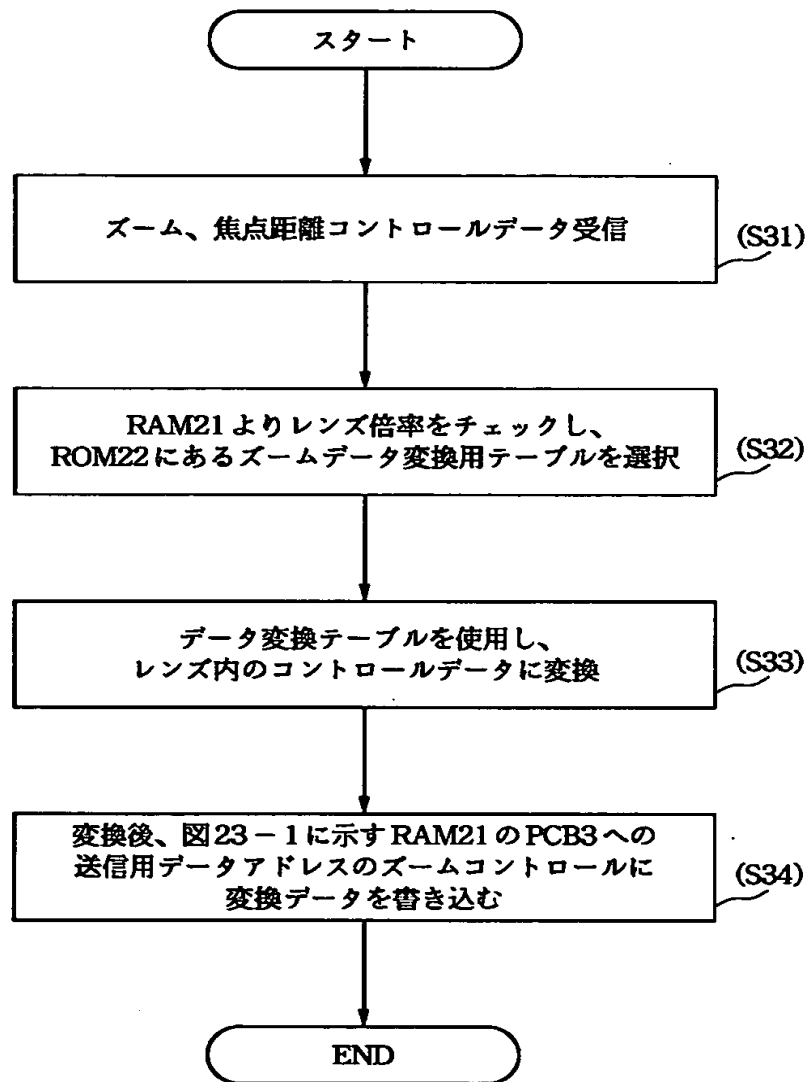 スタート
ズーム、焦点距離コントロールデータ受信
(S31)
RAM21よりレンズ倍率をチェックし、
ROM22にあるズームデータ変換用テーブルを選択
(S32)
データ変換テーブルを使用し、
レンズ内のコントロールデータに変換
(S33)
変換後、図23-1に示すRAM21のPCB3への
送信用データアドレスのズームコントロールに
変換データを書き込む
(S34)
END